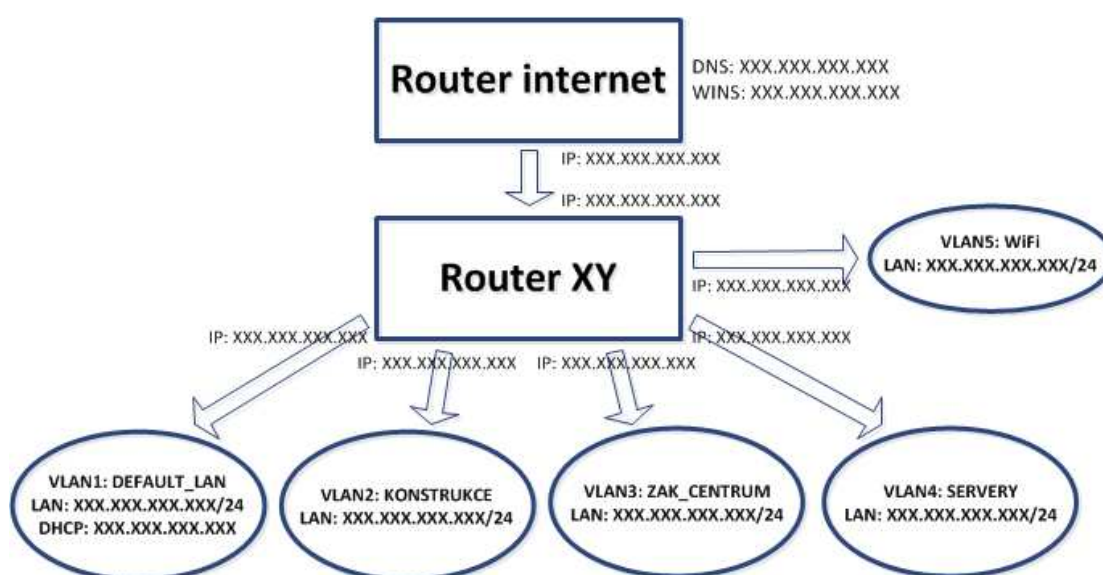 Router internet
DNS: XXX.XXX.XXX.XXX
WINS: XXX.XXX.XXX.XXX
IP: XXX.XXX.XXX.XXX
IP: XXX.XXX.XXX.XXX
Router XY
VLAN5: WiFi
LAN: XXX.XXX.XXX.XXX/24
IP: XXX.XXX.XXX.XXX
IP: XXX.XXX.XXX.XXX
IP: XXX.XXX.XXX.XXX
IP: XXX.XXX.XXX.XXX
IP: XXX.XXX.XXX.XXX
VLAN1: DEFAULT_LAN
LAN: XXX.XXX.XXX.XXX/24
DHCP: XXX.XXX.XXX.XXX
VLAN2: KONSTRUKCE
LAN: XXX.XXX.XXX.XXX/24
VLAN3: ZAK_CENTRUM
LAN: XXX.XXX.XXX.XXX/24
VLAN4: SERVERY
LAN: XXX.XXX.XXX.XXX/24